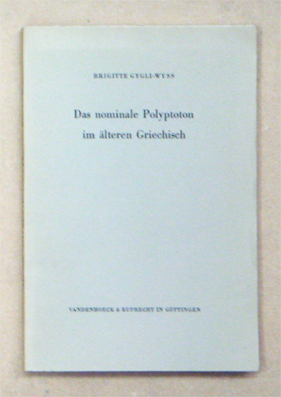 BRIGITTE GYGLI-WYSS
Das nominale Polyptoton
im älteren Griechisch
VANDENHOECK & RUPRECHT IN GÖTTINGEN